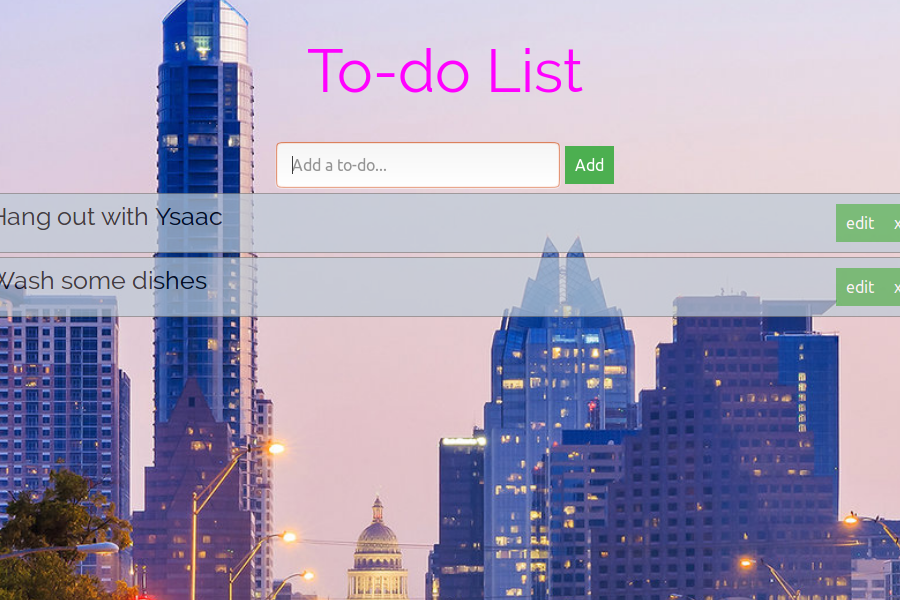 To-do List
Add a to-do... Add
Hang out with Ysaac edit x
Wash some dishes edit x